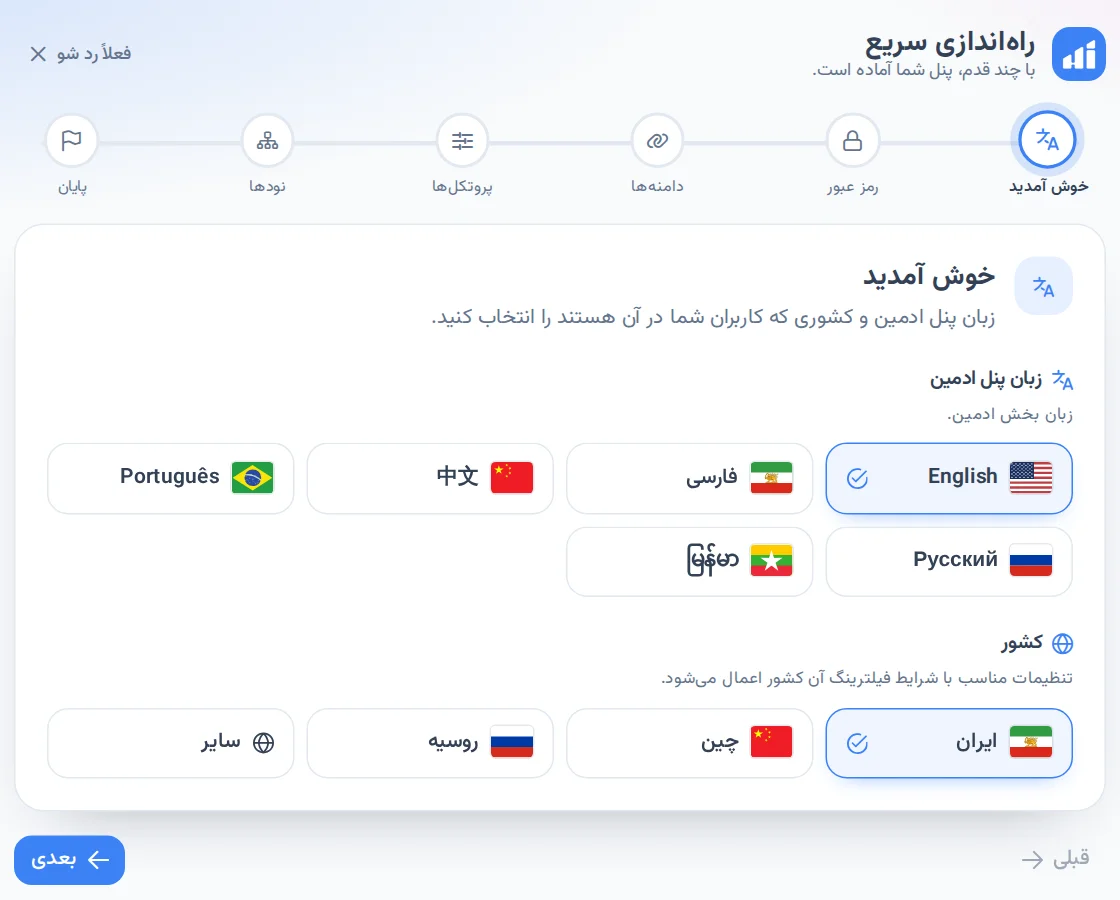 راه‌اندازی سریع
با چند قدم، پنل شما آماده است.
فعلاً رد شو
خوش آمدید
رمز عبور
دامنه‌ها
پروتکل‌ها
نودها
پایان
خوش آمدید
زبان پنل ادمین و کشوری که کاربران شما در آن هستند را انتخاب کنید.
زبان پنل ادمین
زبان بخش ادمین.
English
فارسی
中文
Português
Русский
မြန်မာ
کشور
تنظیمات مناسب با شرایط فیلترینگ آن کشور اعمال می‌شود.
ایران
چین
روسیه
سایر
قبلی
بعدی